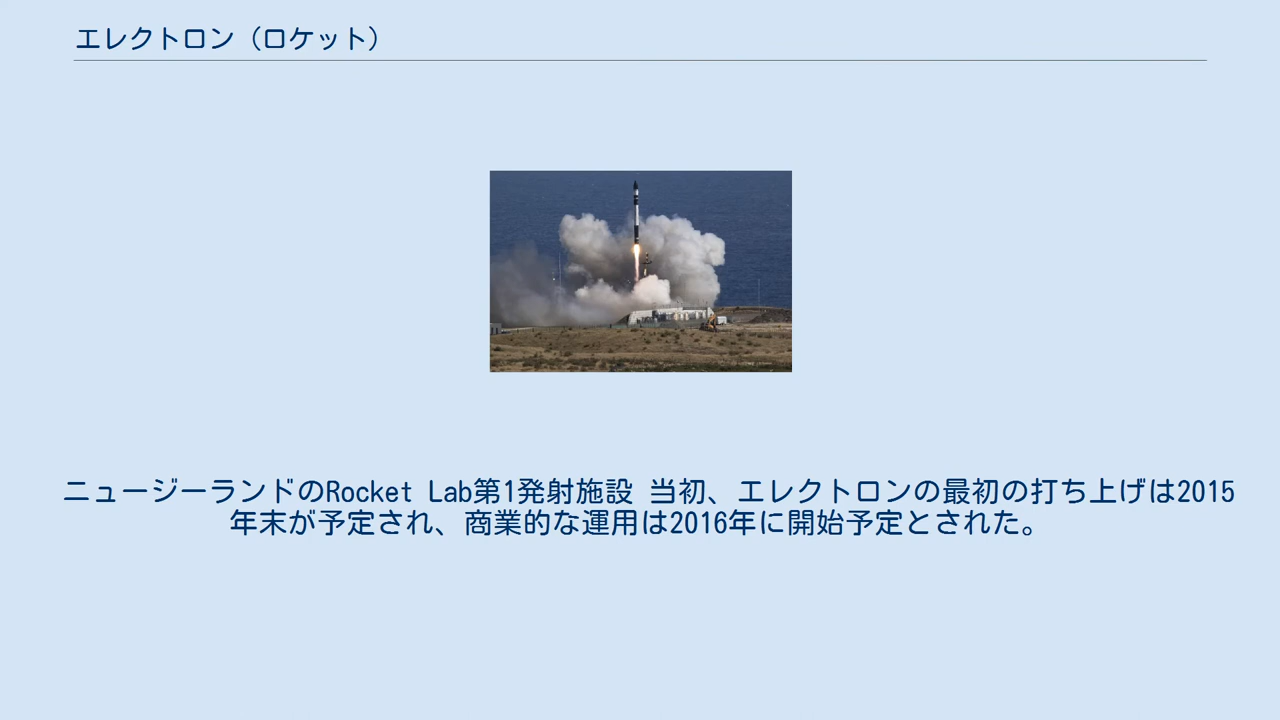 エレクトロン（ロケット）
ニュージーランドのRocket Lab第1発射施設 当初、エレクトロンの最初の打ち上げは2015
年末が予定され、商業的な運用は2016年に開始予定とされた。